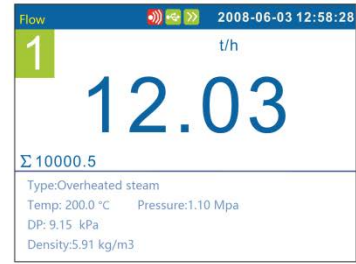 Flow 2008-06-03 12:58:28
1 t/h
12.03
Σ10000.5
Type:Overheated steam
Temp: 200.0 °C Pressure:1.10 Mpa
DP: 9.15 kPa
Density:5.91 kg/m3